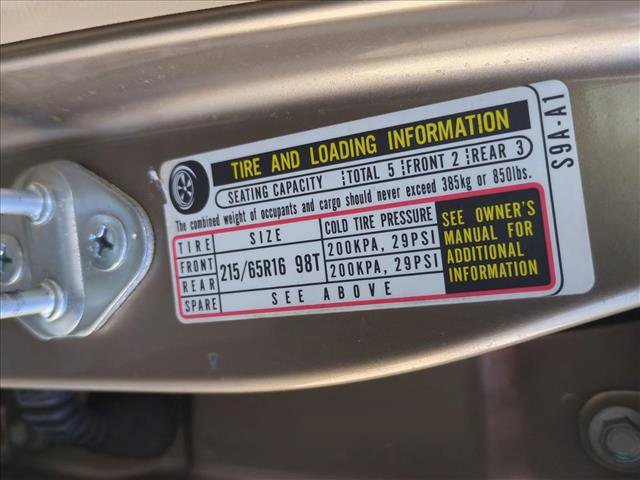 TIRE AND LOADING INFORMATION
SEATING CAPACITY TOTAL 5 FRONT 2 REAR 3
The combined weight of occupants and cargo should never exceed 385kg or 850lbs.
TIRE SIZE COLD TIRE PRESSURE
FRONT 215/65R16 98T 200KPA, 29PSI
REAR 200KPA, 29PSI
SPARE SEE ABOVE
SEE OWNER'S
MANUAL FOR
ADDITIONAL
INFORMATION
S9A-A1